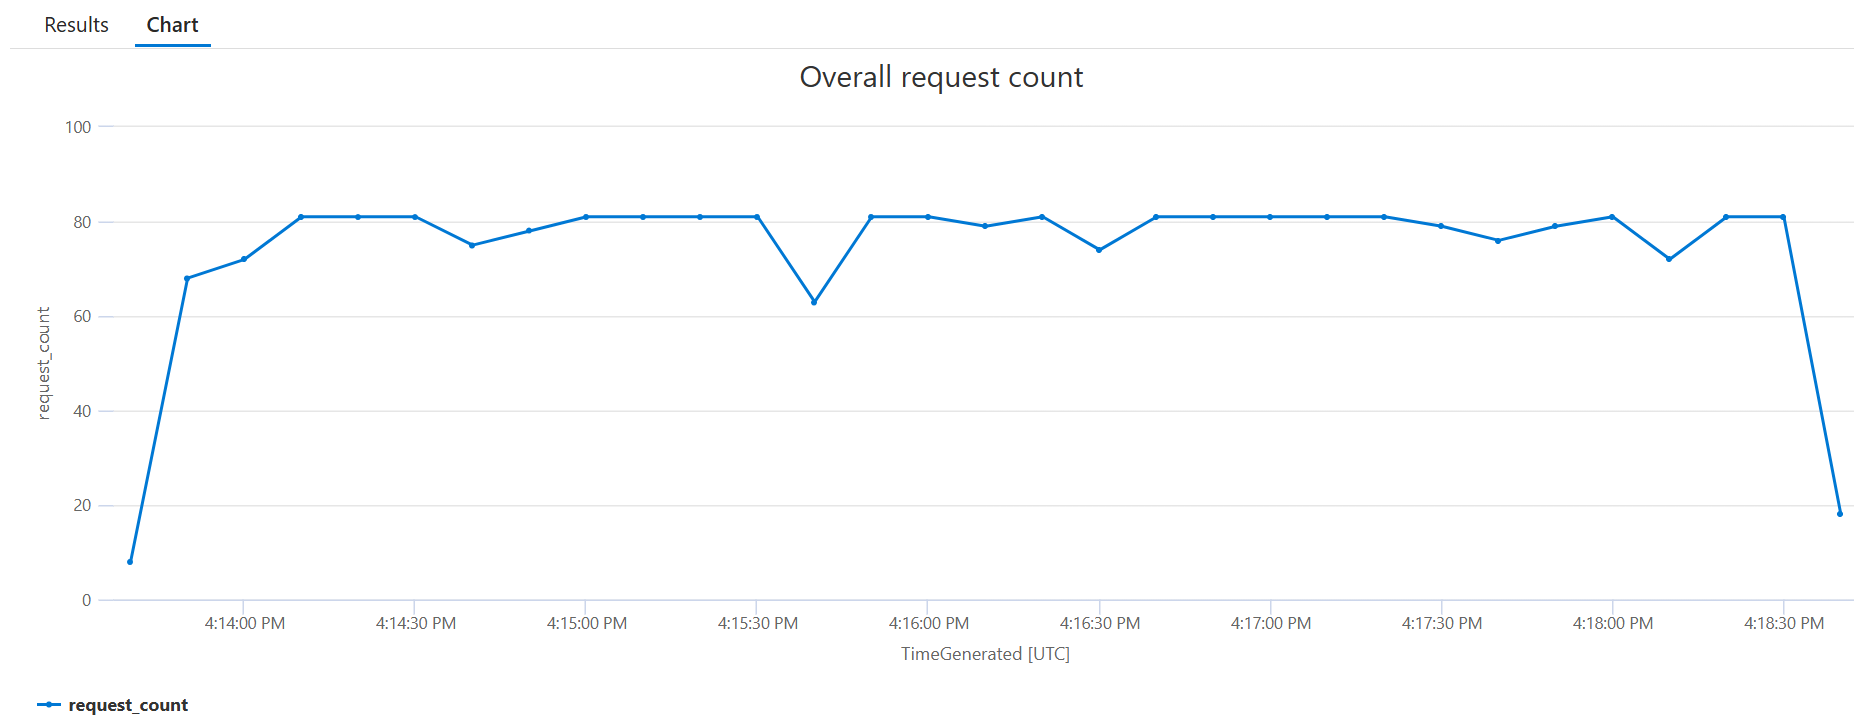 Results Chart
Overall request count
100
80
60
40
20
0
request_count
4:14:00 PM 4:14:30 PM 4:15:00 PM 4:15:30 PM 4:16:00 PM 4:16:30 PM 4:17:00 PM 4:17:30 PM 4:18:00 PM 4:18:30 PM
TimeGenerated [UTC]
request_count